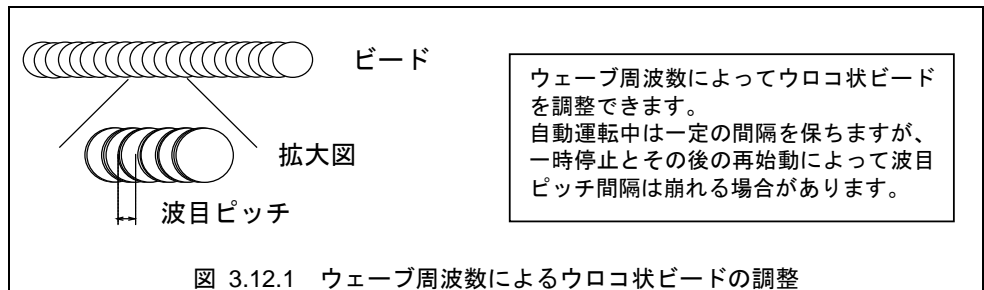 ビード
拡大図
波目ピッチ
ウェーブ周波数によってウロコ状ビード
を調整できます。
自動運転中は一定の間隔を保ちますが、
一時停止とその後の再始動によって波目
ピッチ間隔は崩れる場合があります。
図 3.12.1 ウェーブ周波数によるウロコ状ビードの調整